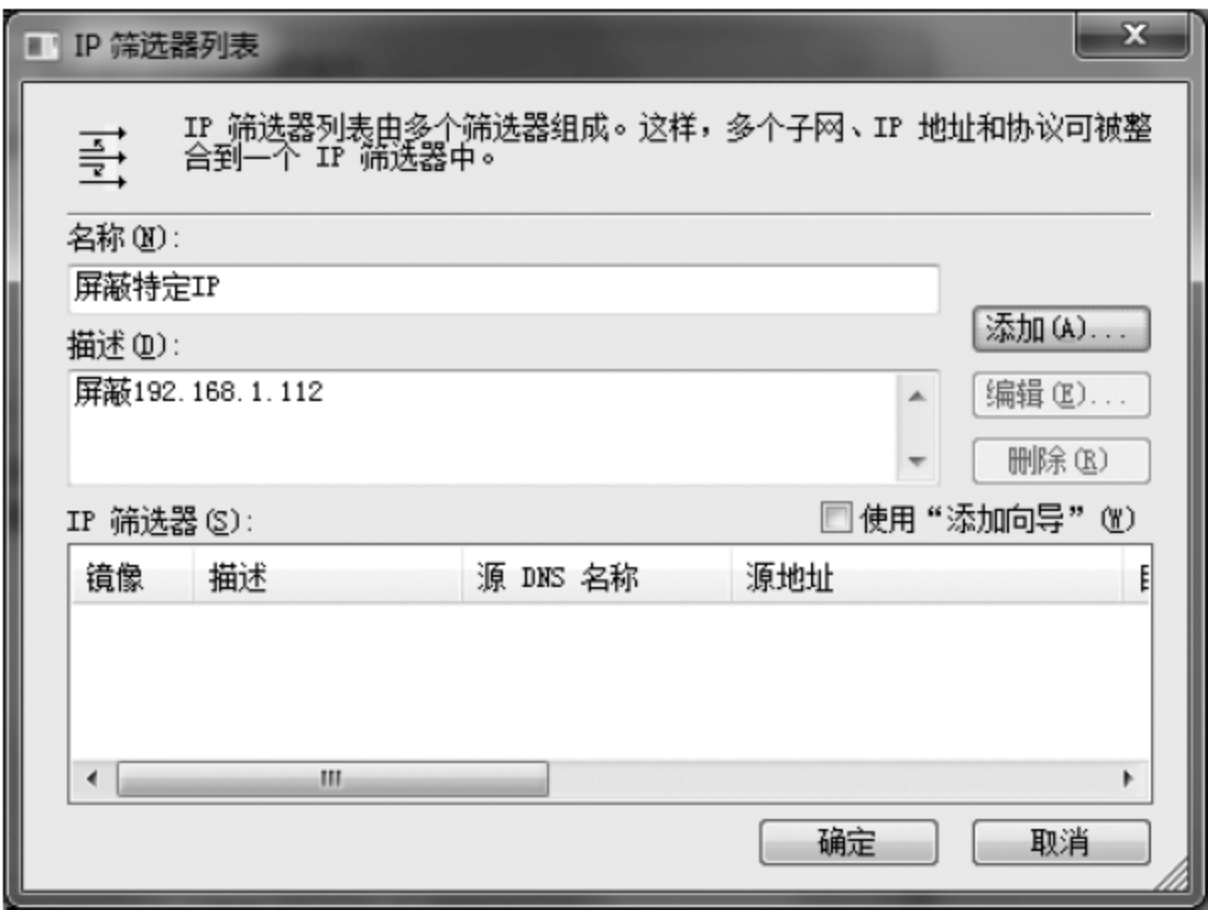 IP 筛选器列表
IP 筛选器列表由多个筛选器组成。这样，多个子网、IP 地址和协议可被整
合到一个 IP 筛选器中。
名称(N):
屏蔽特定IP
添加(A)...
描述(D):
屏蔽192.168.1.112
编辑(E)...
删除(R)
IP 筛选器(S):
使用“添加向导”(W)
镜像 描述 源 DNS 名称 源地址
确定 取消